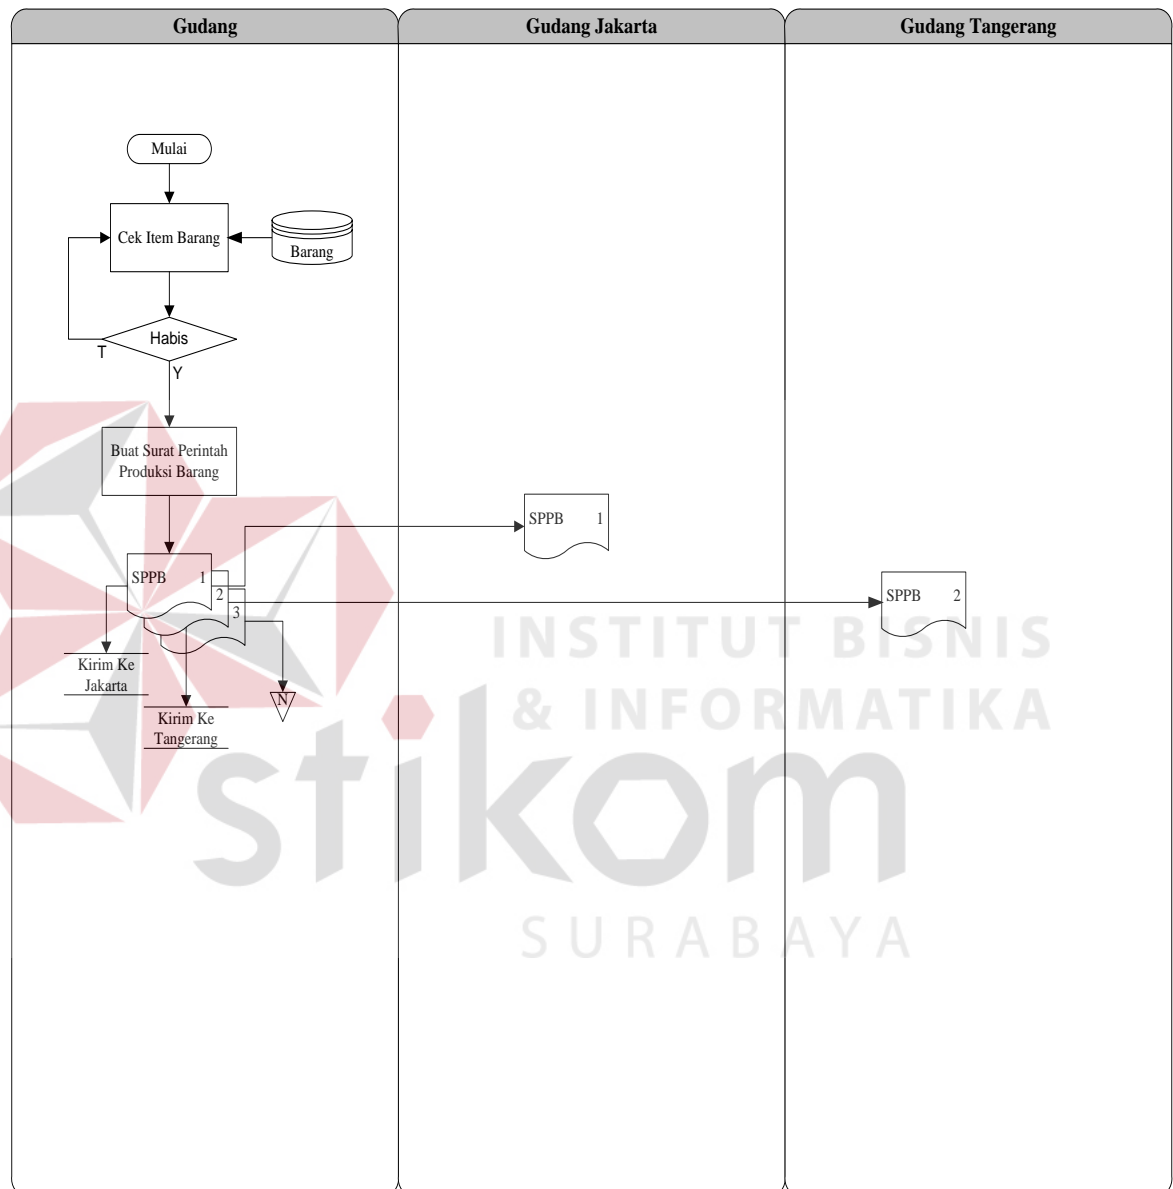 Gudang
Gudang Jakarta
Gudang Tangerang
Mulai
Cek Item Barang
Barang
Habis
T
Y
Buat Surat Perintah
Produksi Barang
SPPB 1
SPPB 1
2
3
SPPB 2
Kirim Ke
Jakarta
N
Kirim Ke
Tangerang
INSTITUT BISNIS
& INFORMATIKA
stikom
SURABAYA